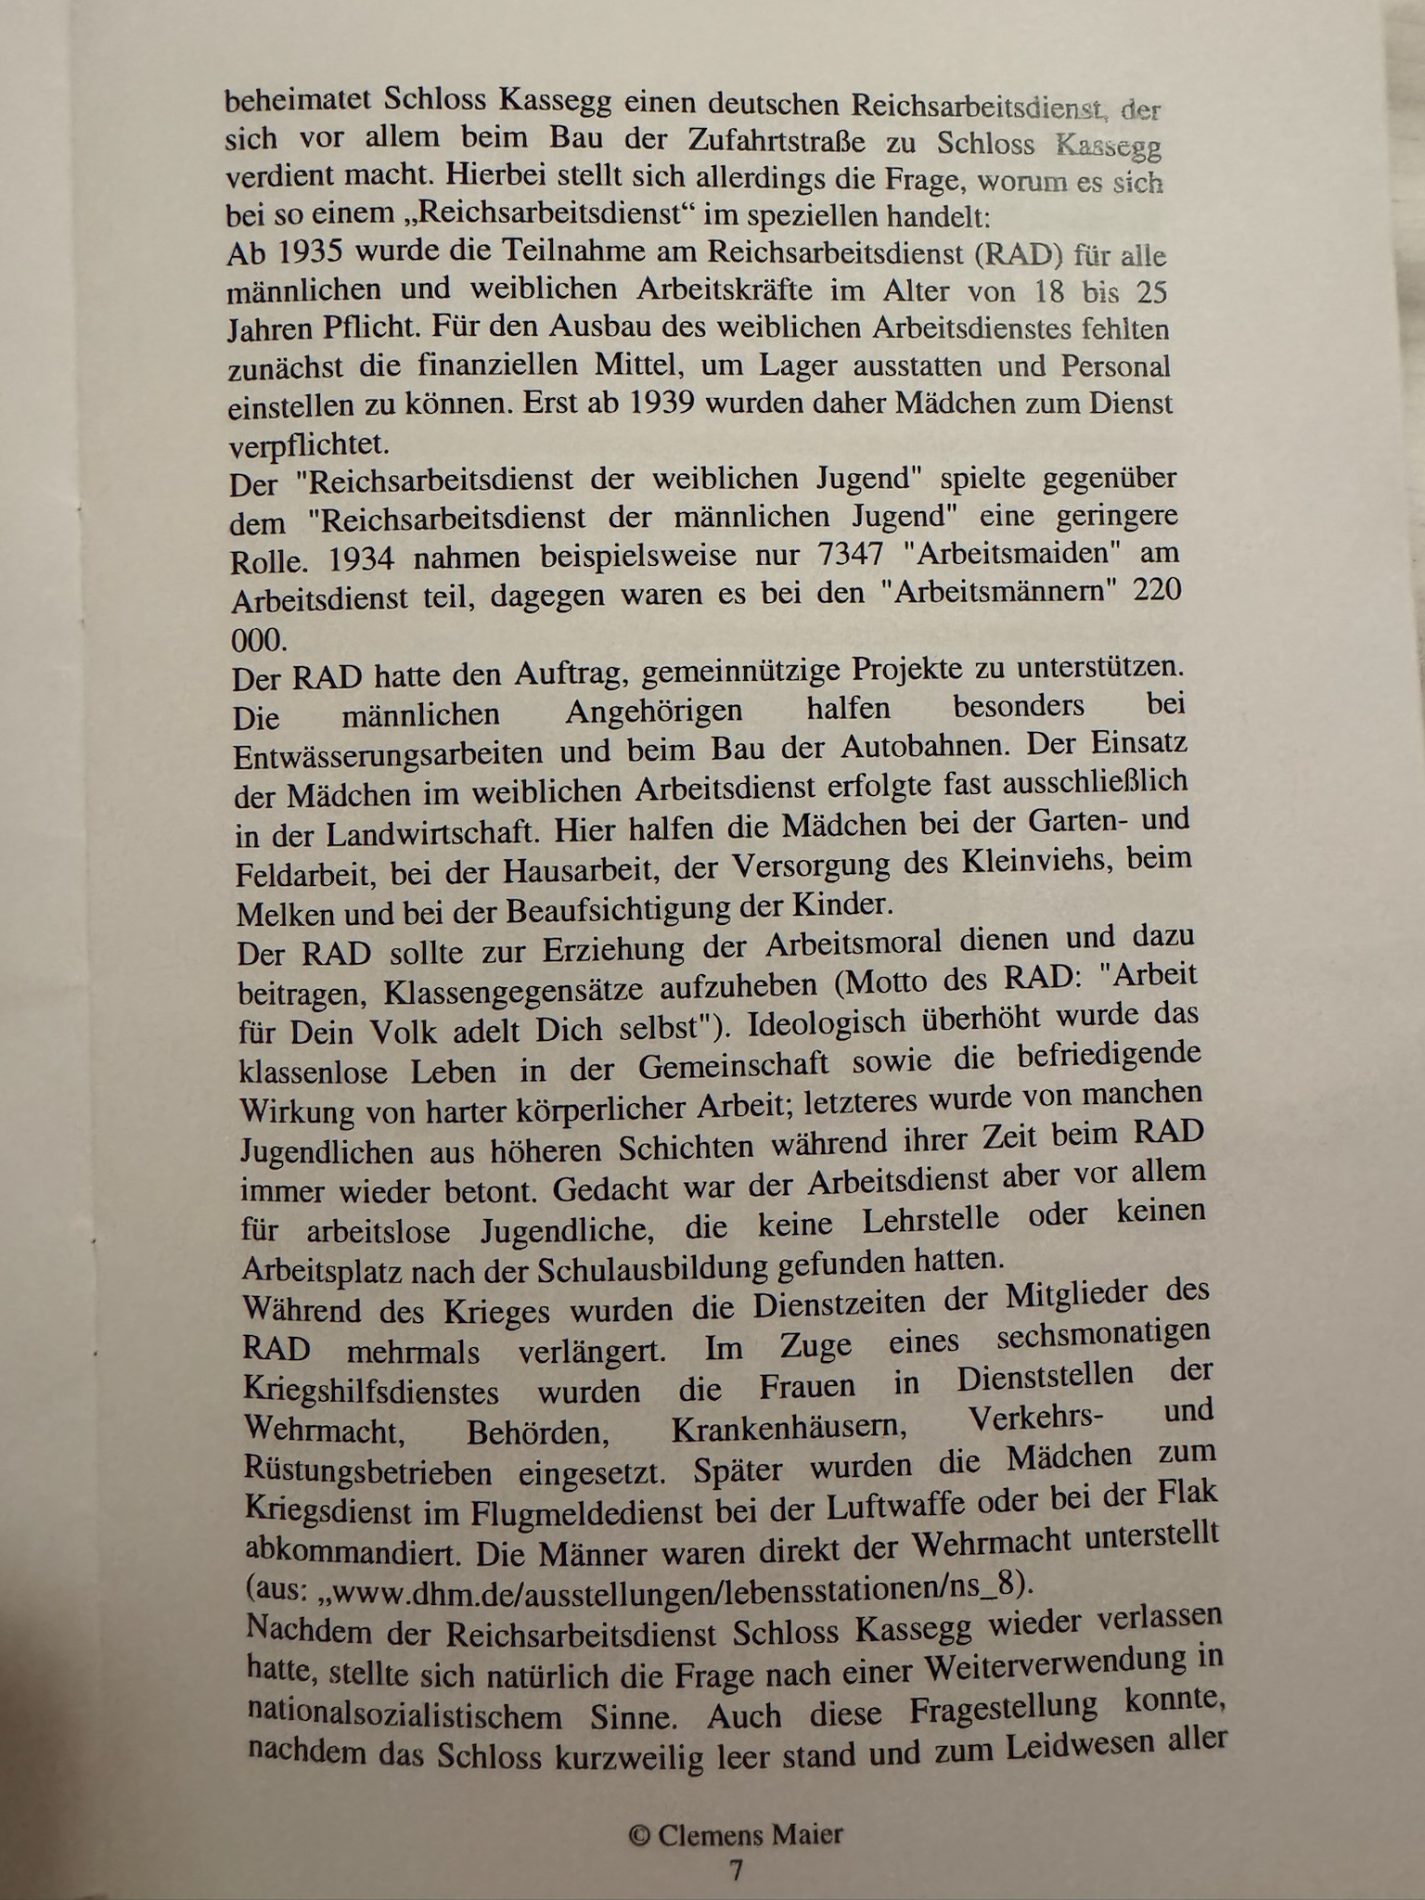 beheimatet Schloss Kassegg einen deutschen Reichsarbeitsdienst, der
sich vor allem beim Bau der Zufahrtstraße zu Schloss Kassegg
verdient macht. Hierbei stellt sich allerdings die Frage, worum es sich
bei so einem „Reichsarbeitsdienst“ im speziellen handelt:
Ab 1935 wurde die Teilnahme am Reichsarbeitsdienst (RAD) für alle
männlichen und weiblichen Arbeitskräfte im Alter von 18 bis 25
Jahren Pflicht. Für den Ausbau des weiblichen Arbeitsdienstes fehlten
zunächst die finanziellen Mittel, um Lager ausstatten und Personal
einstellen zu können. Erst ab 1939 wurden daher Mädchen zum Dienst
verpflichtet.
Der "Reichsarbeitsdienst der weiblichen Jugend" spielte gegenüber
dem "Reichsarbeitsdienst der männlichen Jugend" eine geringere
Rolle. 1934 nahmen beispielsweise nur 7347 "Arbeitsmaiden" am
Arbeitsdienst teil, dagegen waren es bei den "Arbeitsmännern" 220
000.
Der RAD hatte den Auftrag, gemeinnützige Projekte zu unterstützen.
Die männlichen Angehörigen halfen besonders bei
Entwässerungsarbeiten und beim Bau der Autobahnen. Der Einsatz
der Mädchen im weiblichen Arbeitsdienst erfolgte fast ausschließlich
in der Landwirtschaft. Hier halfen die Mädchen bei der Garten- und
Feldarbeit, bei der Hausarbeit, der Versorgung des Kleinviehs, beim
Melken und bei der Beaufsichtigung der Kinder.
Der RAD sollte zur Erziehung der Arbeitsmoral dienen und dazu
beitragen, Klassengegensätze aufzuheben (Motto des RAD: "Arbeit
für Dein Volk adelt Dich selbst"). Ideologisch überhöht wurde das
klassenlose Leben in der Gemeinschaft sowie die befriedigende
Wirkung von harter körperlicher Arbeit; letzteres wurde von manchen
Jugendlichen aus höheren Schichten während ihrer Zeit beim RAD
immer wieder betont. Gedacht war der Arbeitsdienst aber vor allem
für arbeitslose Jugendliche, die keine Lehrstelle oder keinen
Arbeitsplatz nach der Schulausbildung gefunden hatten.
Während des Krieges wurden die Dienstzeiten der Mitglieder des
RAD mehrmals verlängert. Im Zuge eines sechsmonatigen
Kriegshilfsdienstes wurden die Frauen in Dienststellen der
Wehrmacht, Behörden, Krankenhäusern, Verkehrs- und
Rüstungsbetrieben eingesetzt. Später wurden die Mädchen zum
Kriegsdienst im Flugmeldedienst bei der Luftwaffe oder bei der Flak
abkommandiert. Die Männer waren direkt der Wehrmacht unterstellt
(aus: „www.dhm.de/ausstellungen/lebensstationen/ns_8).
Nachdem der Reichsarbeitsdienst Schloss Kassegg wieder verlassen
hatte, stellte sich natürlich die Frage nach einer Weiterverwendung in
nationalsozialistischem Sinne. Auch diese Fragestellung konnte,
nachdem das Schloss kurzweilig leer stand und zum Leidwesen aller
© Clemens Maier
7